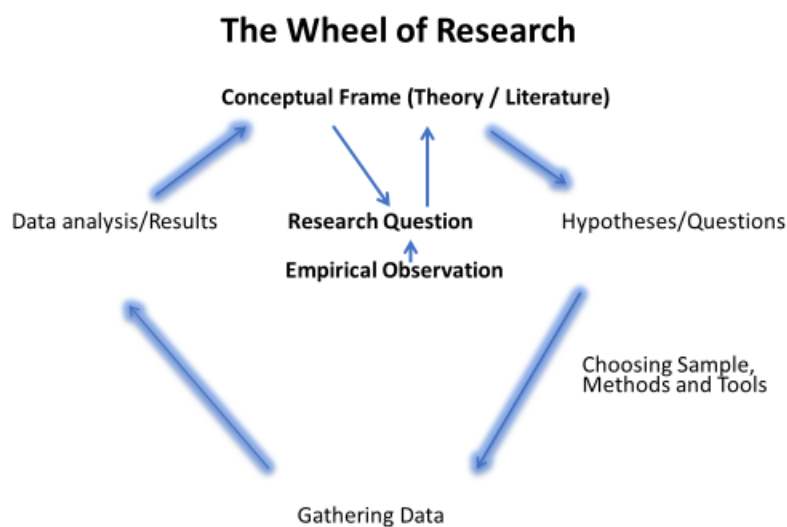 The Wheel of Research
Conceptual Frame (Theory / Literature)
Data analysis/Results
Research Question
Hypotheses/Questions
Empirical Observation
Choosing Sample,
Methods and Tools
Gathering Data